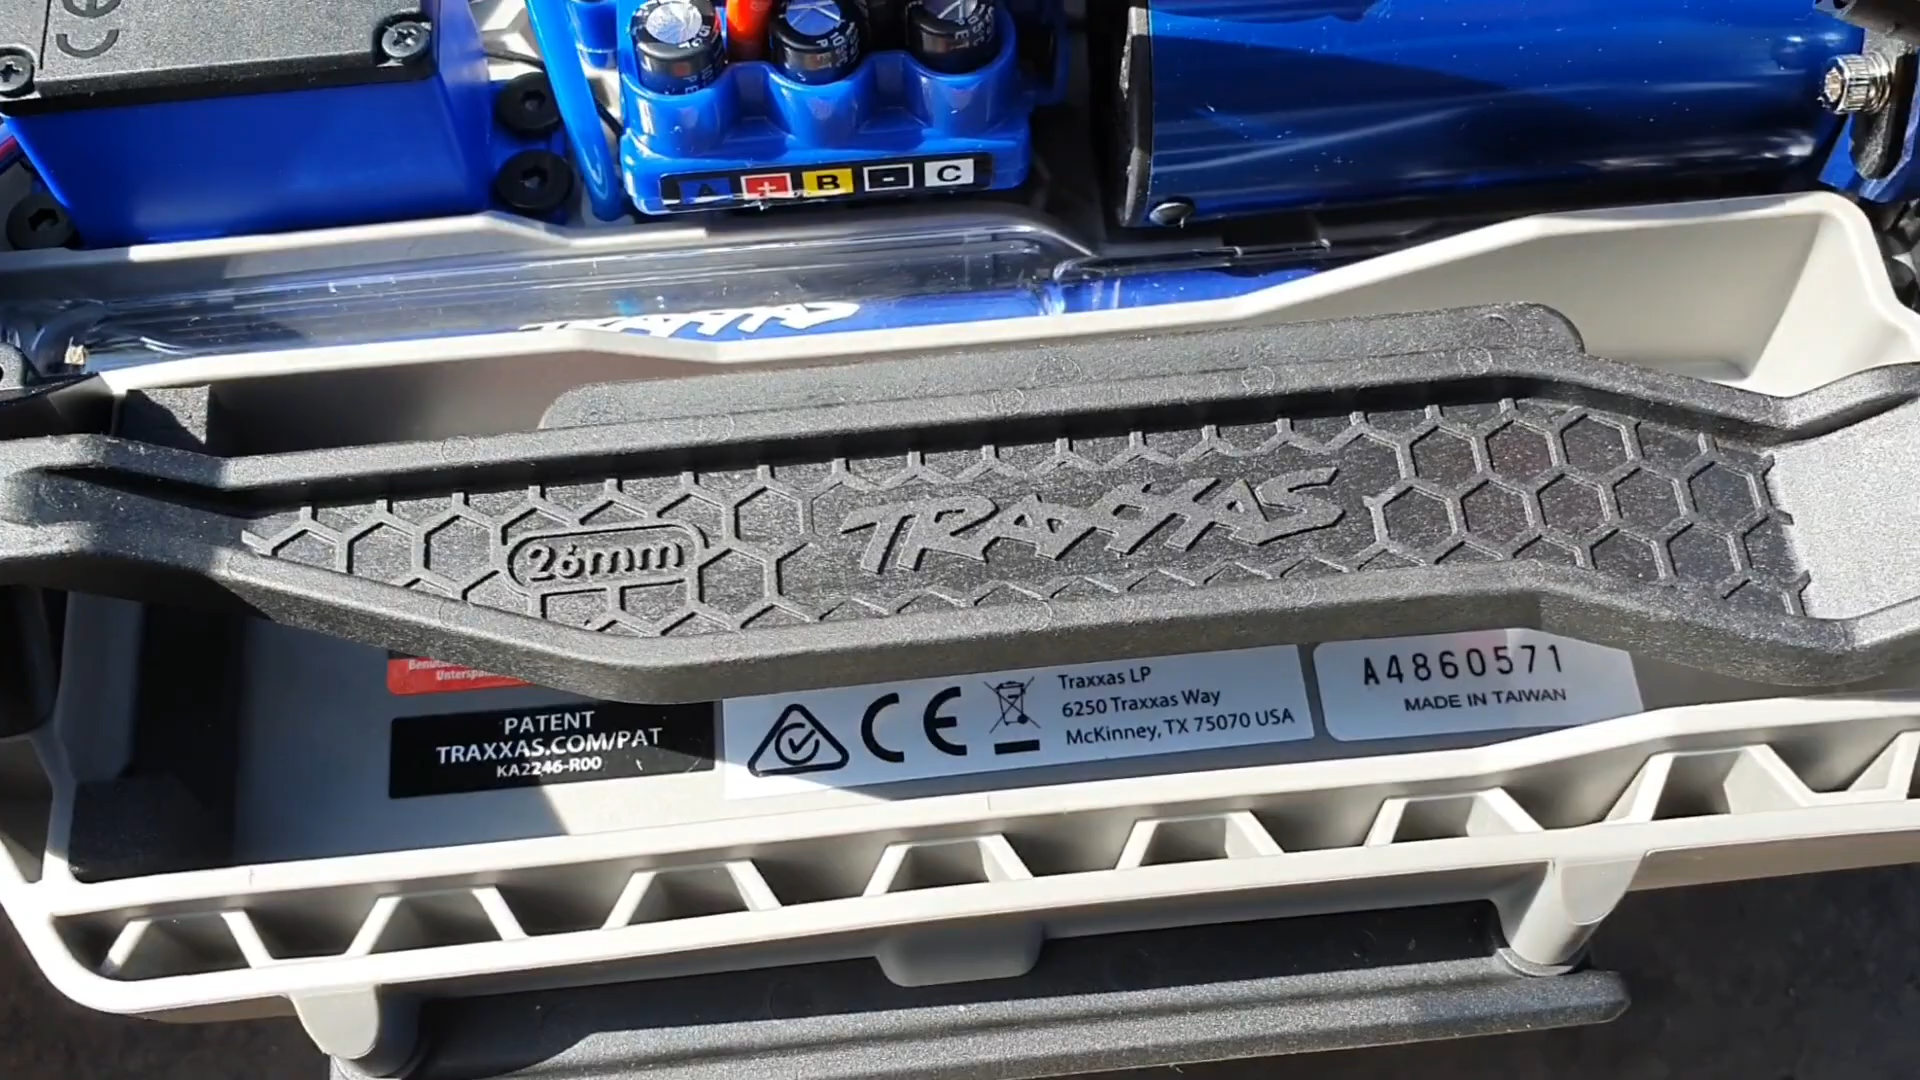 A + B - C
TRAXXAS
26mm
Traxxas LP
6250 Traxxas Way
McKinney, TX 75070 USA
A4860571
MADE IN TAIWAN
PATENT
TRAXXAS.COM/PAT
KA2246-R00
CE